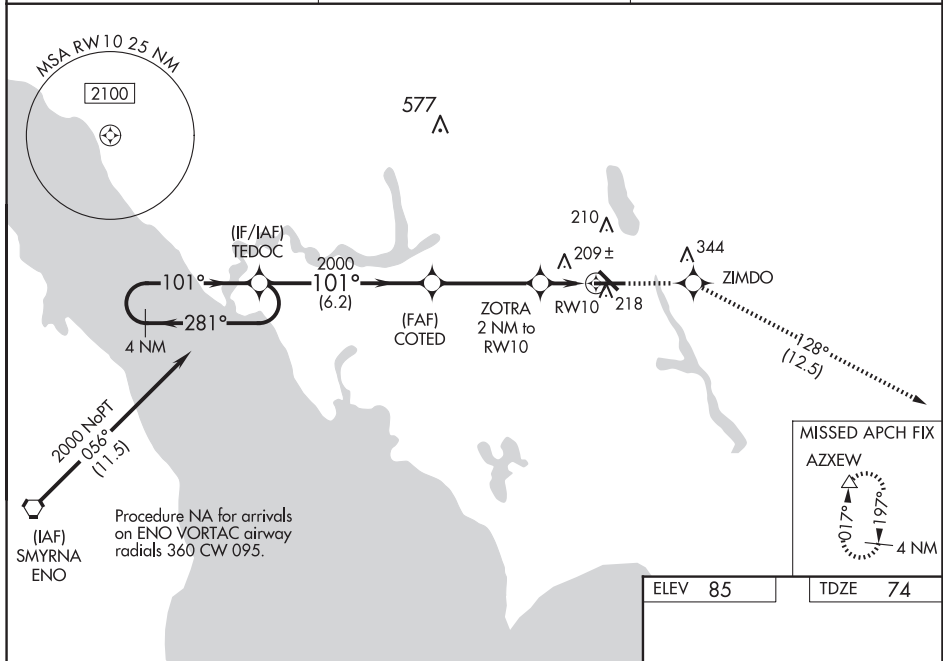 MSA RW10 25 NM
2100
577
(IF/IAF)
TEDOC
210
209 ±
344
101°
2000
101°
(6.2)
ZIMDO
RW10
218
281°
4 NM
(FAF)
COTED
ZOTRA
2 NM to
RW10
128°
(12.5)
2000 NoPT
056°
(11.5)
(IAF)
SMYRNA
ENO
Procedure NA for arrivals
on ENO VORTAC airway
radials 360 CW 095.
MISSED APCH FIX
AZXEW
017°
197°
4 NM
ELEV 85
TDZE 74